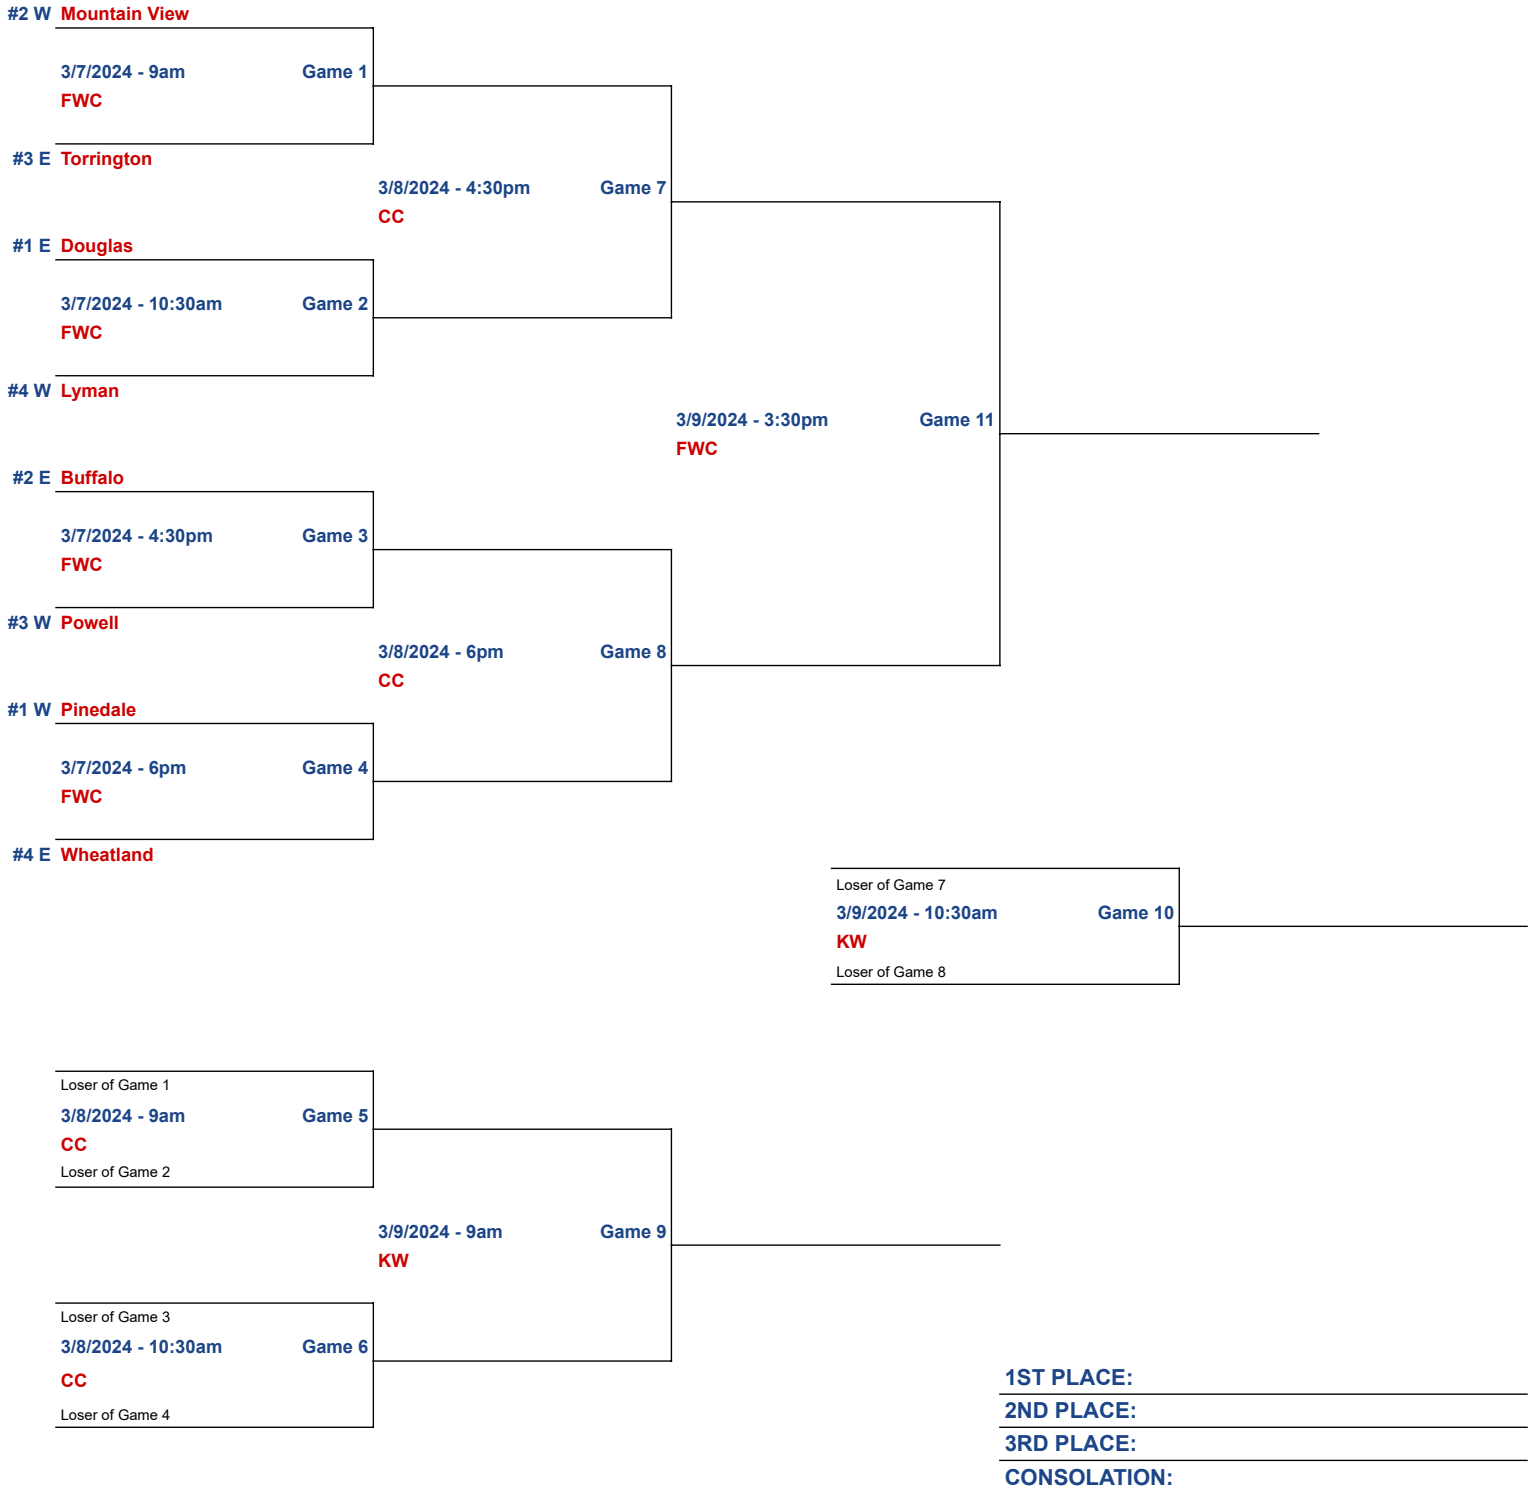 #2 W Mountain View
3/7/2024 - 9am Game 1
FWC
#3 E Torrington
3/8/2024 - 4:30pm Game 7
CC
#1 E Douglas
3/7/2024 - 10:30am Game 2
FWC
#4 W Lyman
3/9/2024 - 3:30pm Game 11
FWC
#2 E Buffalo
3/7/2024 - 4:30pm Game 3
FWC
#3 W Powell
3/8/2024 - 6pm Game 8
CC
#1 W Pinedale
3/7/2024 - 6pm Game 4
FWC
#4 E Wheatland
Loser of Game 7
3/9/2024 - 10:30am Game 10
KW
Loser of Game 8
Loser of Game 1
3/8/2024 - 9am Game 5
CC
Loser of Game 2
3/9/2024 - 9am Game 9
KW
Loser of Game 3
3/8/2024 - 10:30am Game 6
CC
Loser of Game 4
1ST PLACE:
2ND PLACE:
3RD PLACE:
CONSOLATION: